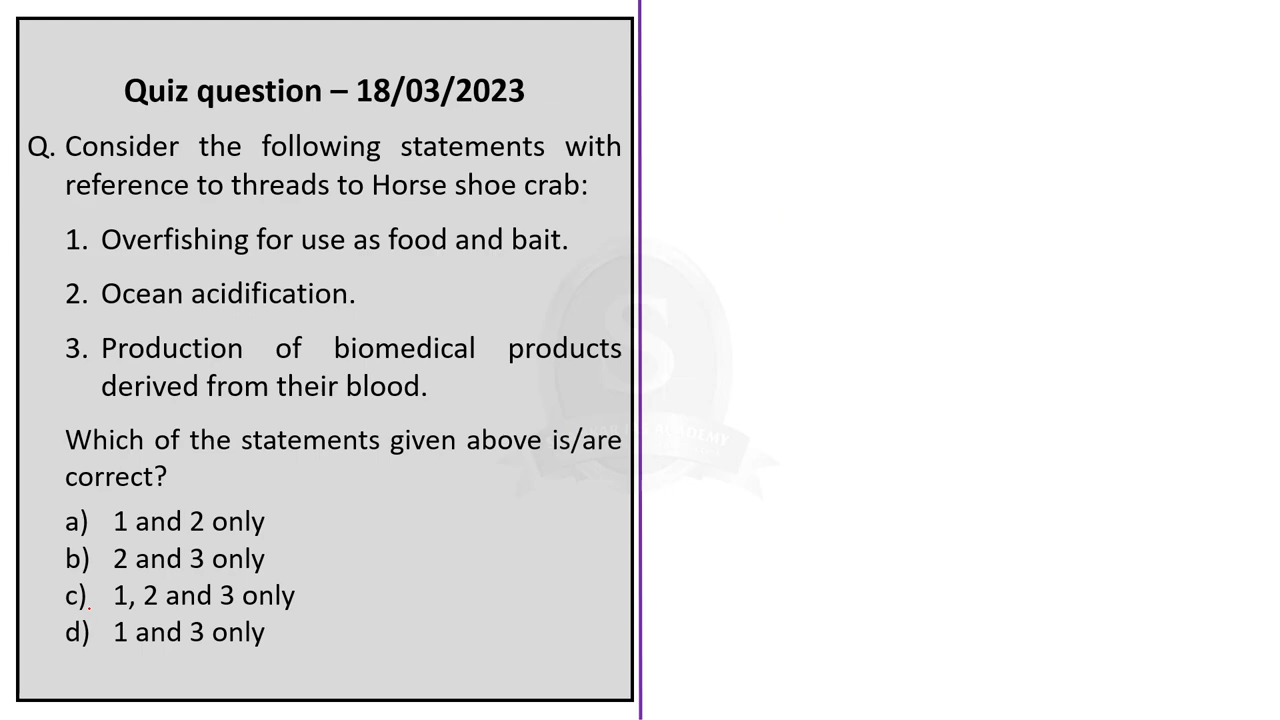 Quiz question – 18/03/2023
Q. Consider the following statements with
reference to threads to Horse shoe crab:
1. Overfishing for use as food and bait.
2. Ocean acidification.
3. Production of biomedical products
derived from their blood.
Which of the statements given above is/are
correct?
a) 1 and 2 only
b) 2 and 3 only
c) 1, 2 and 3 only
d) 1 and 3 only
ACADEMY